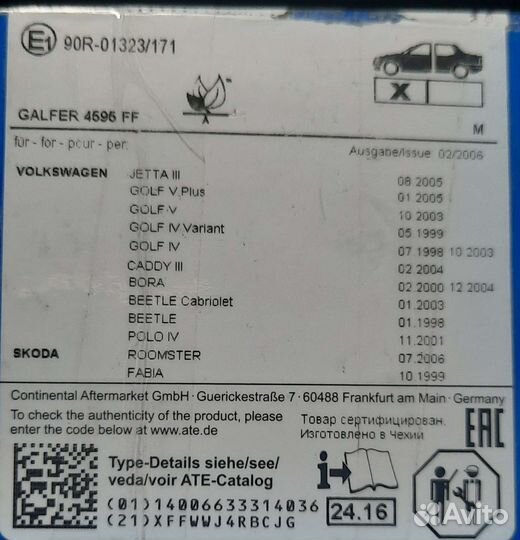 E1 90R-01323/171
X
GALFER 4595 FF
M
für - for - pour - per:
Ausgabe/Issue 02/2006
VOLKSWAGEN JETTA III 08.2005
GOLF V Plus 01.2005
GOLF V 10.2003
GOLF IV Variant 05.1999
GOLF IV 07.1998 10.2003
CADDY III 02.2004
BORA 02.2000 12.2004
BEETLE Cabriolet 01.2003
BEETLE 01.1998
POLO IV 11.2001
SKODA ROOMSTER 07.2006
FABIA 10.1999
Continental Aftermarket GmbH · Guerickestraße 7 · 60488 Frankfurt am Main · Germany
To check the authenticity of the product, please
enter the code below at www.ate.de
Товар сертифицирован.
Изготовлено в Чехий
EAC
Type-Details siehe/see/
veda/voir ATE-Catalog
(01)14006633314036
(21)XFFWWJ4RBCJG
24.16
Avito